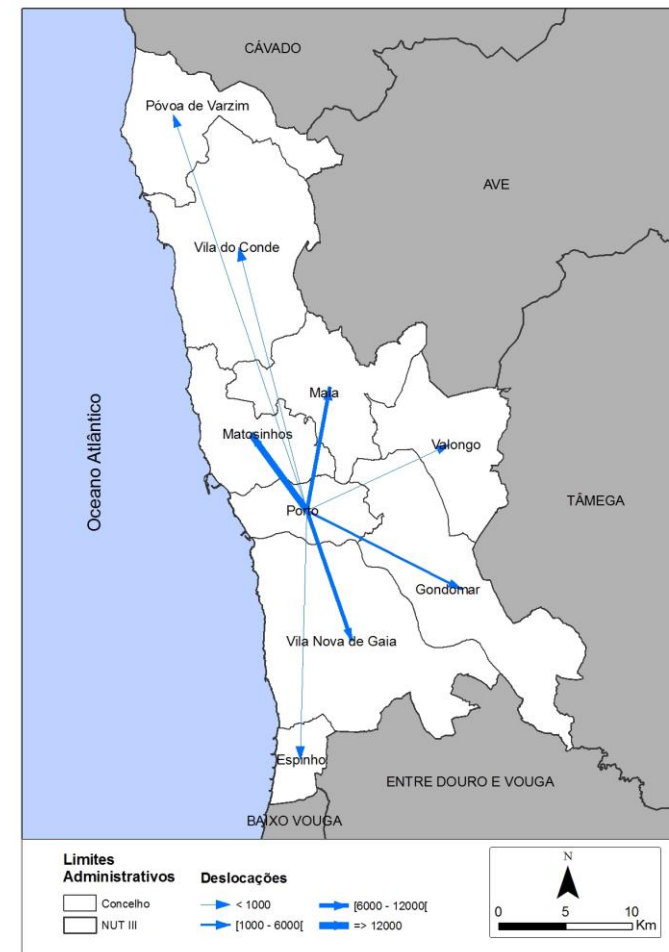 CÁVADO
Póvoa de Varzim
AVE
Vila do Conde
Maia
Matosinhos
Valongo
Oceano Atlântico
Porto
TÂMEGA
Gondomar
Vila Nova de Gaia
Espinho
ENTRE DOURO E VOUGA
BAIXO VOUGA
Limites
Administrativos
Concelho
NUT III
Deslocações
< 1000
[1000 - 6000[
[6000 - 12000[
=> 12000
N
0 5 10
Km